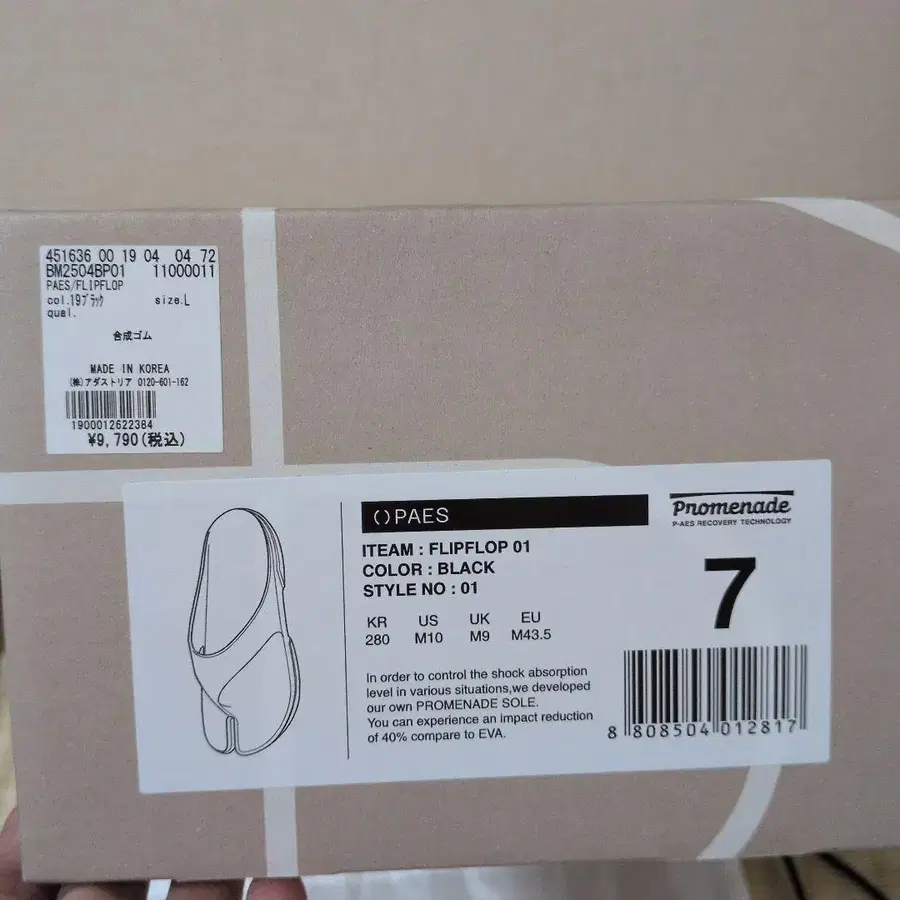 451636 00 19 04 04 72
BM2504BP01 11000011
PAES/FLIPFLOP
col.19ﾌﾞﾗｯｸ size.L
qual.
合成ゴム
MADE IN KOREA
(株)アダストリア 0120-601-162
1900012622384
¥9,790(税込)
PAES
Promenade
P-AES RECOVERY TECHNOLOGY
ITEAM : FLIPFLOP 01
COLOR : BLACK
STYLE NO : 01
7
KR US UK EU
280 M10 M9 M43.5
In order to control the shock absorption
level in various situations,we developed
our own PROMENADE SOLE.
You can experience an impact reduction
of 40% compare to EVA.
8 808504 012817